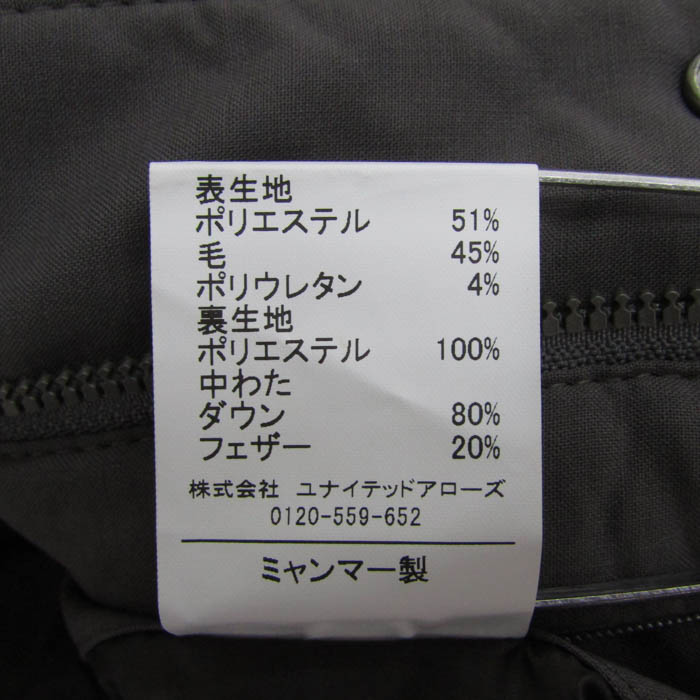 表生地
ポリエステル 51%
毛 45%
ポリウレタン 4%
裏生地
ポリエステル 100%
中わた
ダウン 80%
フェザー 20%
株式会社 ユナイテッドアローズ
0120-559-652
ミャンマー製